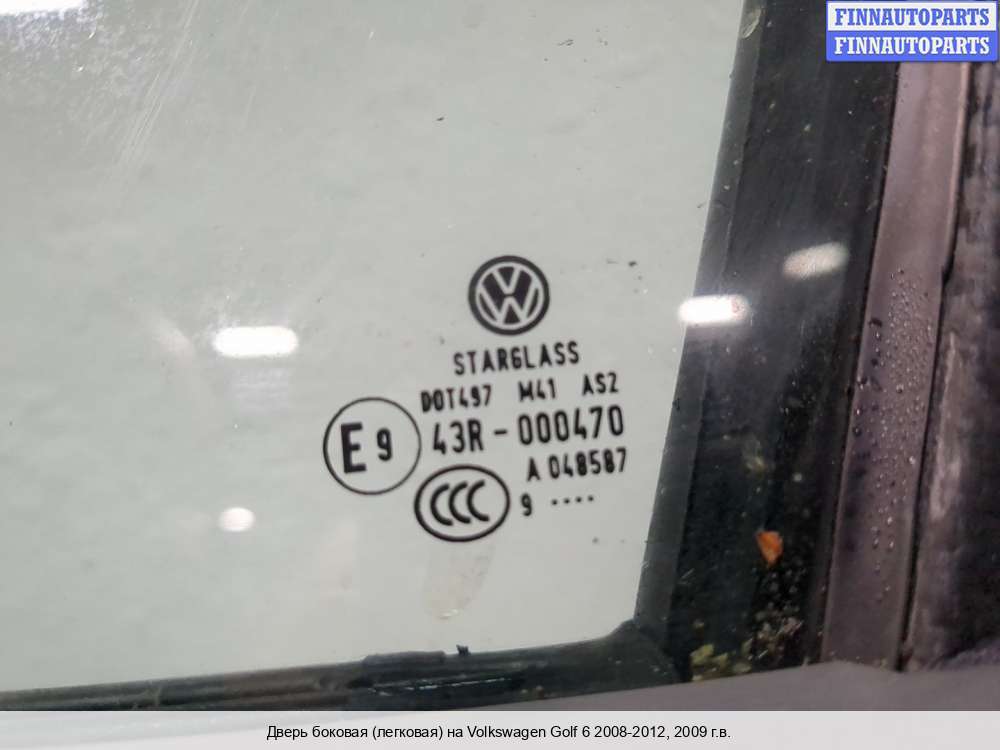 FINNAUTOPARTS
FINNAUTOPARTS
STARGLASS
DOT497 M41 AS2
E9 43R-000470
A 048587
CCC 9 ····
Дверь боковая (легковая) на Volkswagen Golf 6 2008-2012, 2009 г.в.